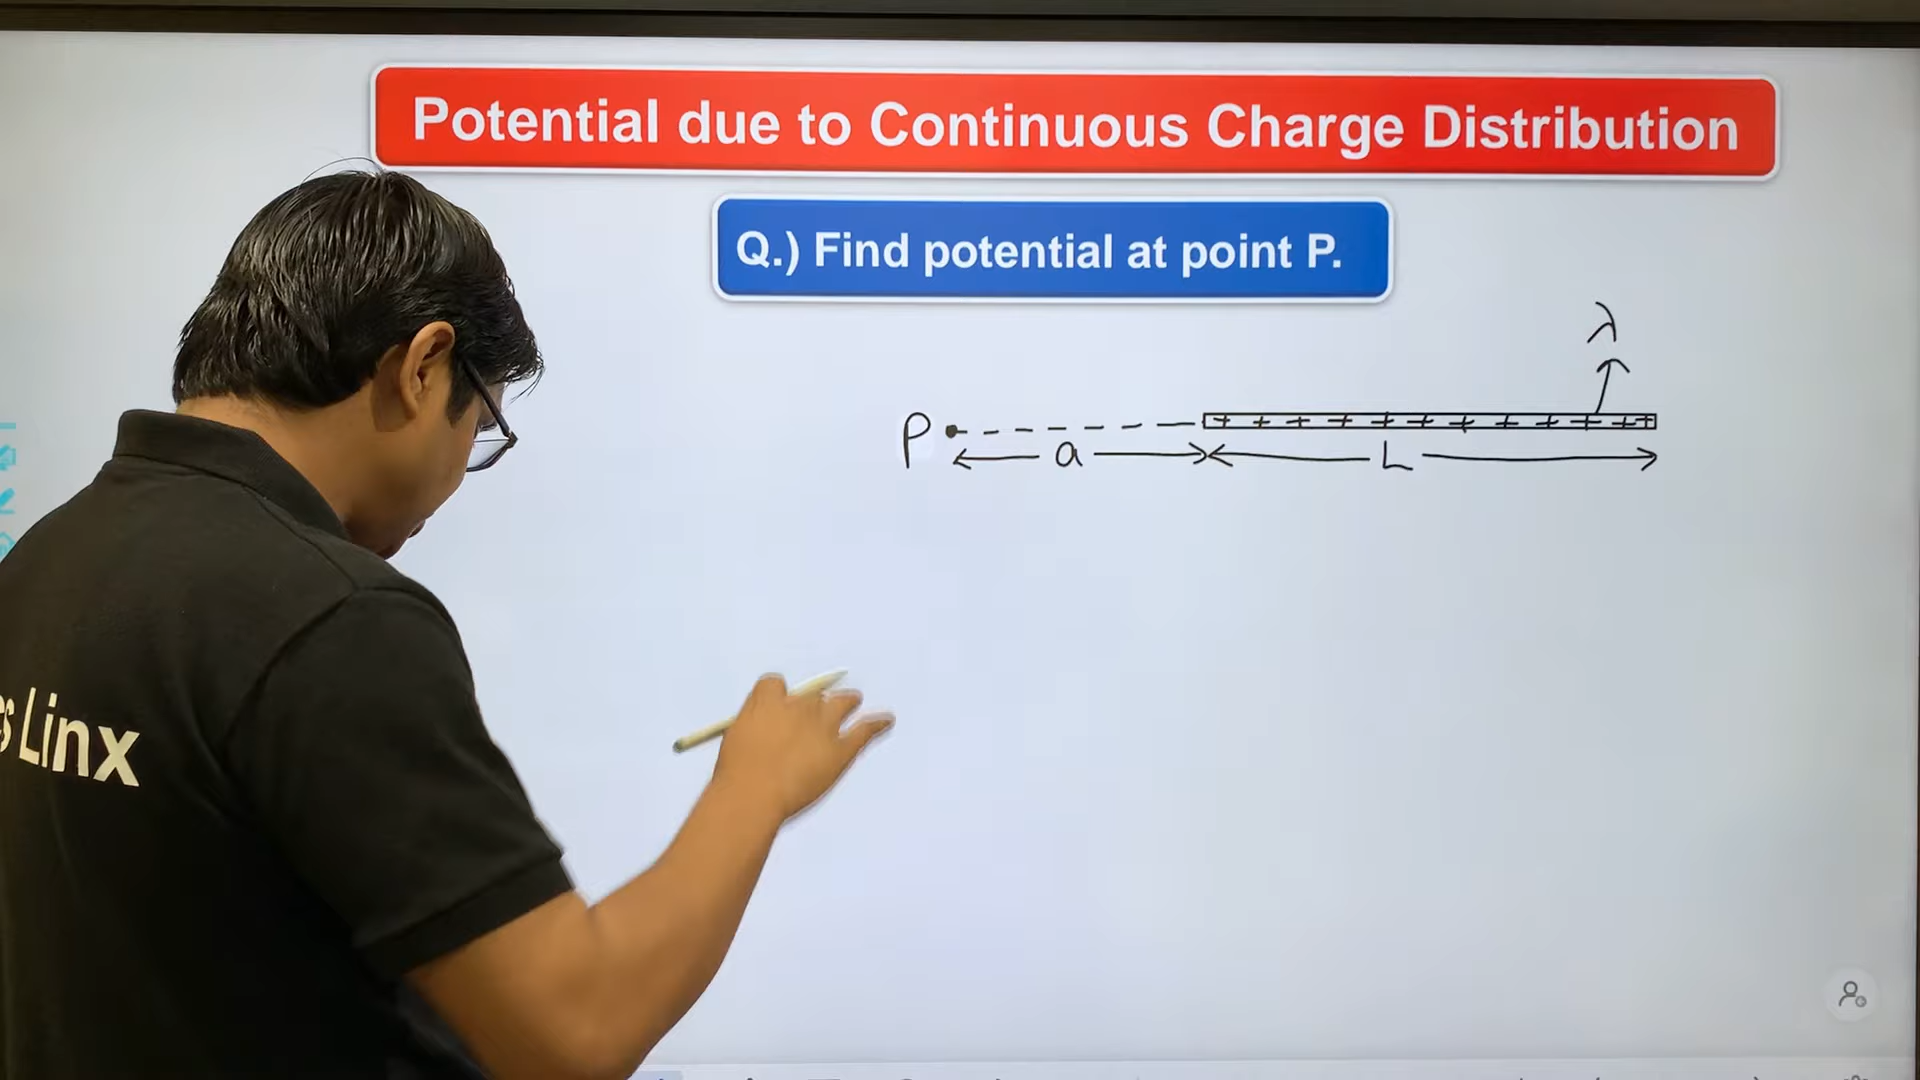 Potential due to Continuous Charge Distribution
Q.) Find potential at point P.
λ
P
+ + + + + + + + + + + +
a
L
Linx